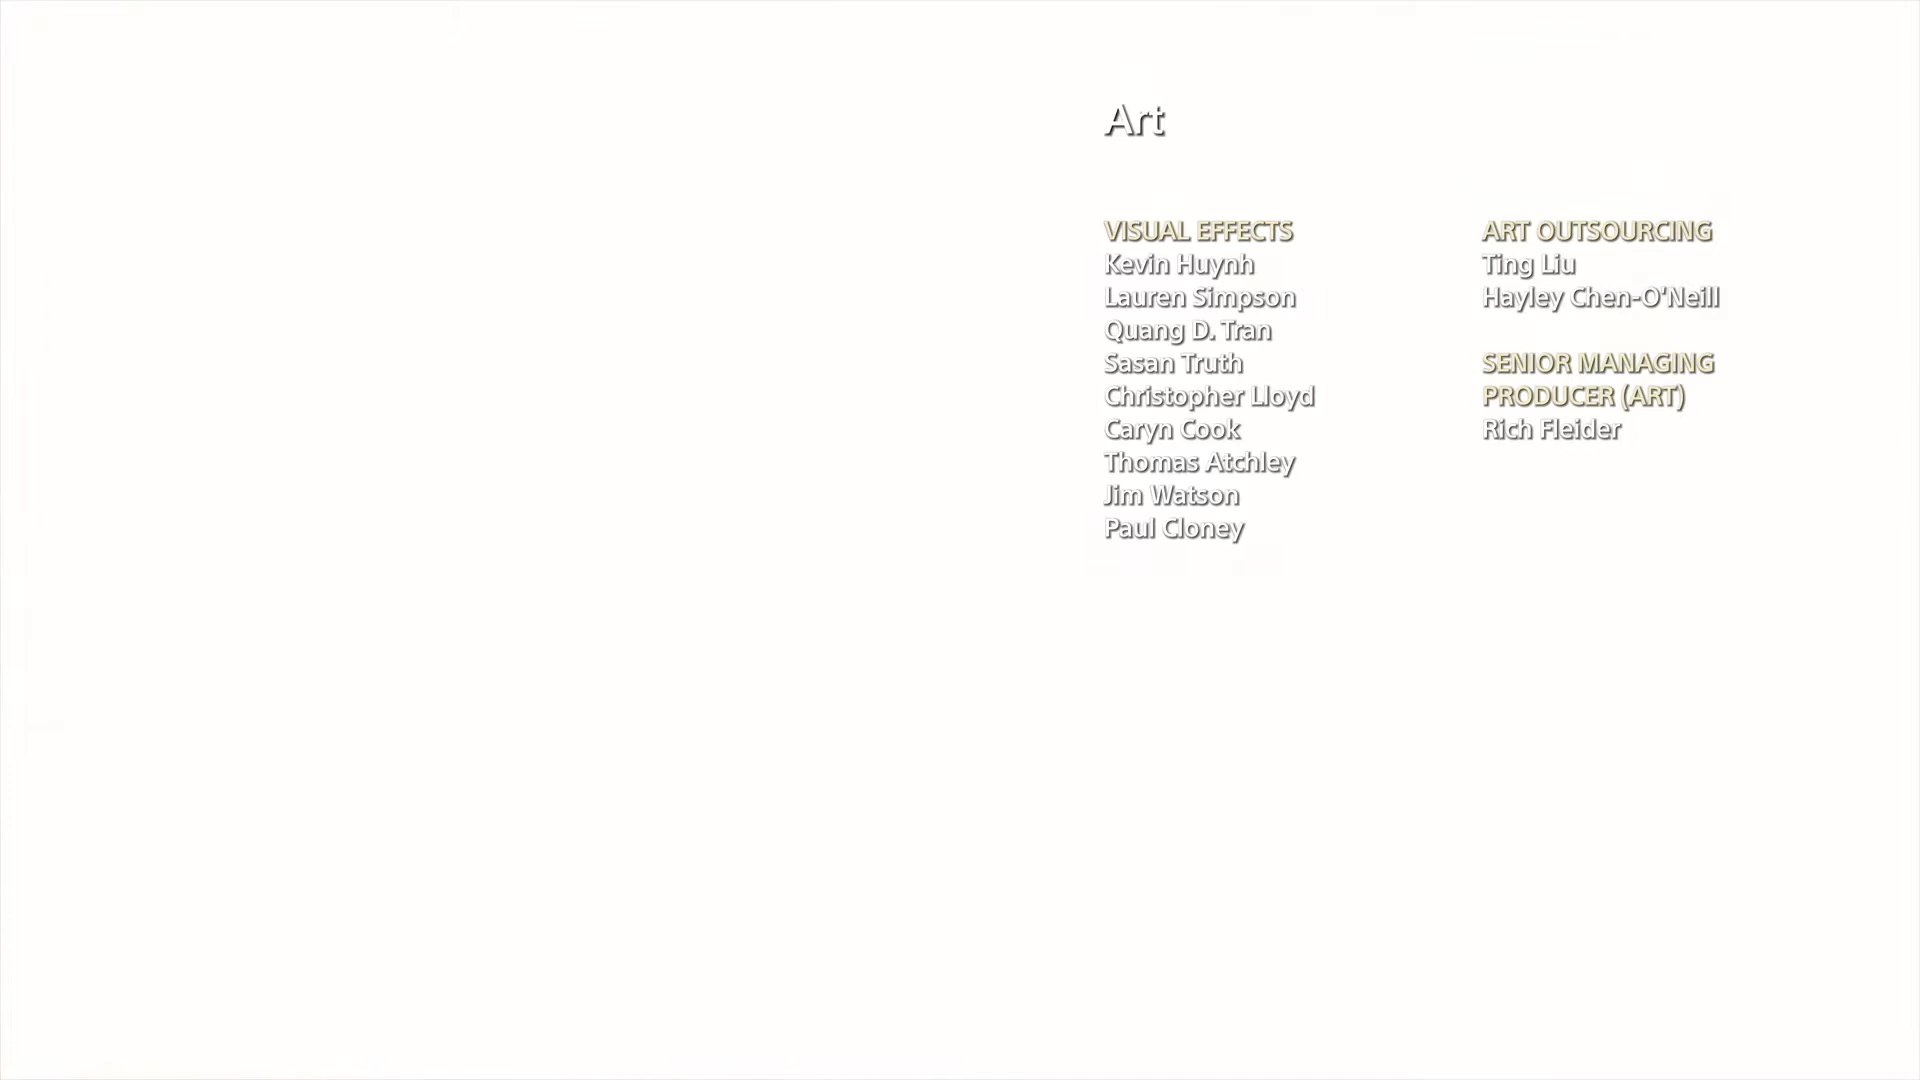 Art
VISUAL EFFECTS
Kevin Huynh
Lauren Simpson
Quang D. Tran
Sasan Truth
Christopher Lloyd
Caryn Cook
Thomas Atchley
Jim Watson
Paul Cloney
ART OUTSOURCING
Ting Liu
Hayley Chen-O'Neill
SENIOR MANAGING
PRODUCER (ART)
Rich Fleider